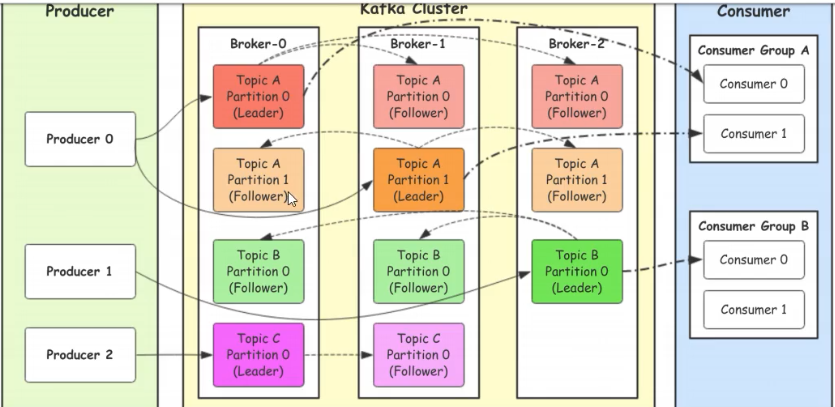 Producer
Kafka Cluster
Consumer
Broker-0
Broker-1
Broker-2
Consumer Group A
Topic A
Partition 0
(Leader)
Topic A
Partition 0
(Follower)
Topic A
Partition 0
(Follower)
Consumer 0
Producer 0
Consumer 1
Topic A
Partition 1
(Follower)
Topic A
Partition 1
(Leader)
Topic A
Partition 1
(Follower)
Consumer Group B
Producer 1
Topic B
Partition 0
(Follower)
Topic B
Partition 0
(Follower)
Topic B
Partition 0
(Leader)
Consumer 0
Consumer 1
Producer 2
Topic C
Partition 0
(Leader)
Topic C
Partition 0
(Follower)